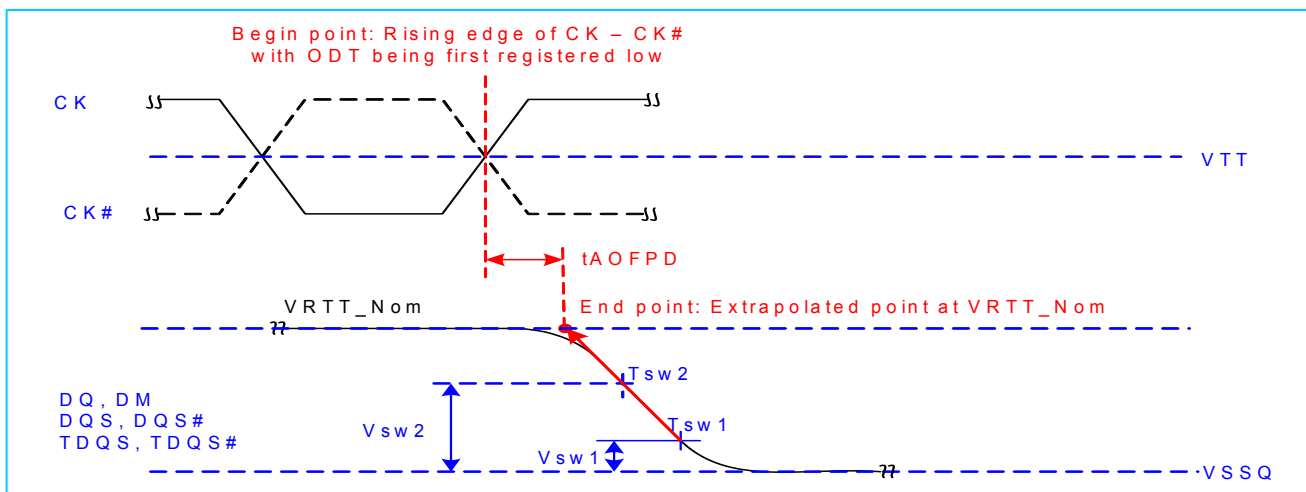 Begin point: Rising edge of CK – CK#
with ODT being first registered low
CK
VTT
CK#
tAOFPD
VRTT_Nom
End point: Extrapolated point at VRTT_Nom
Tsw2
DQ, DM
DQS, DQS#
TDQS, TDQS#
Vsw2
Tsw1
Vsw1
VSSQ